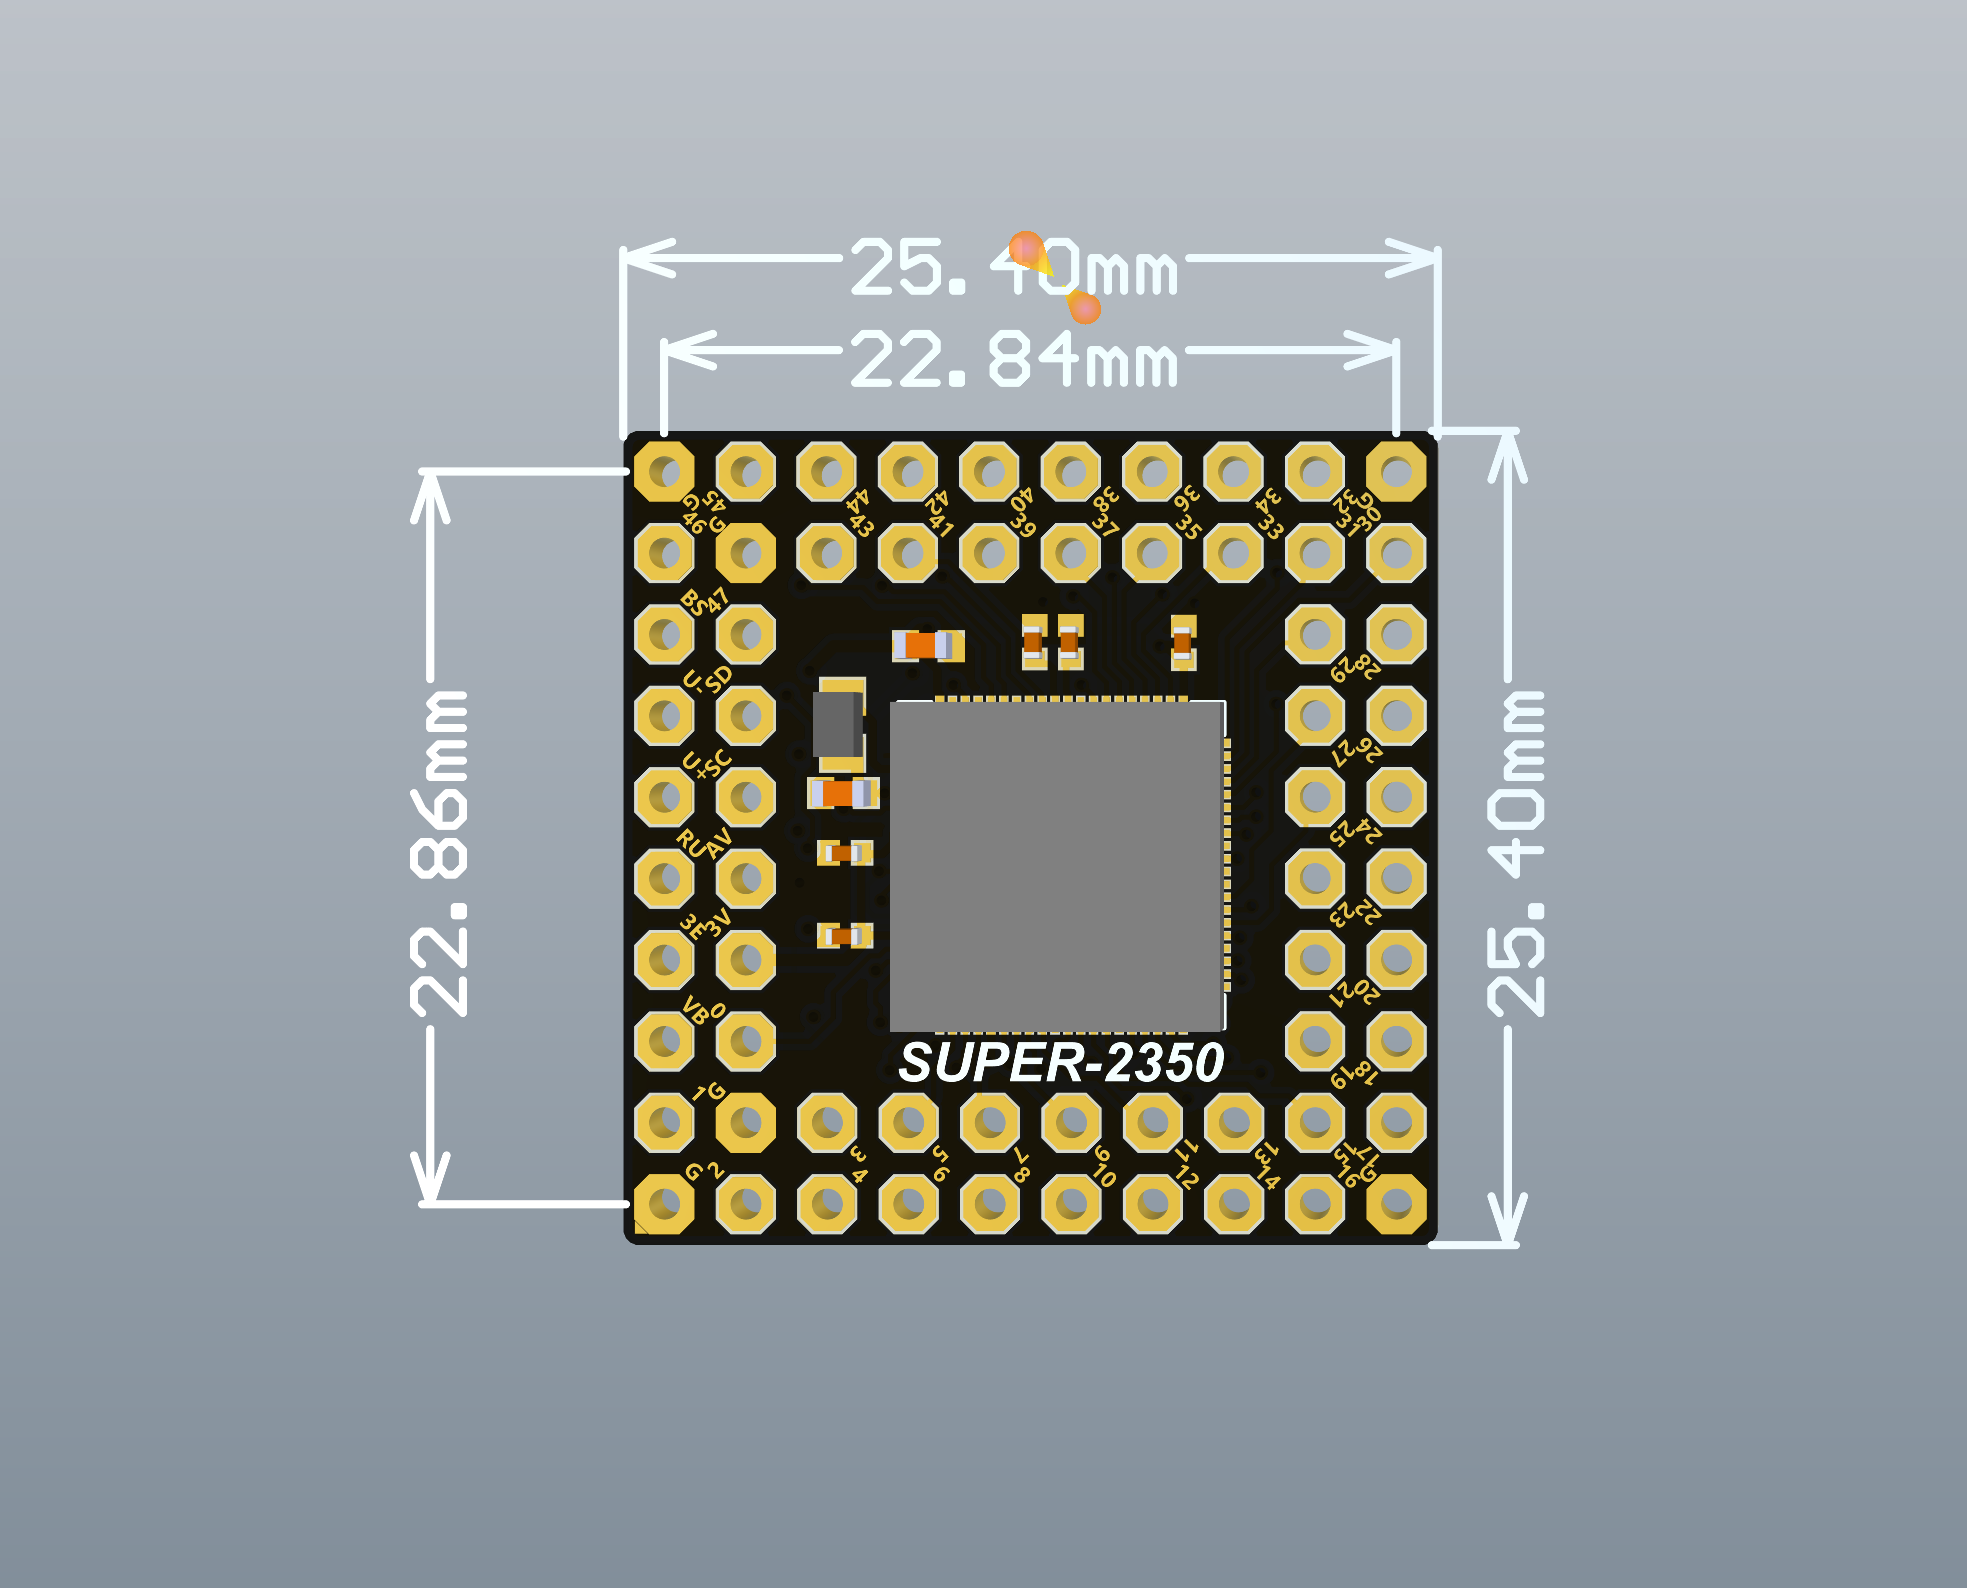 25.40mm
22.84mm
G 45 44 42 40 38 36 34 32 G
46 G 43 41 39 37 35 33 31 30
BS 47
U- SD
29 28
U+ SC
27 26
RU AV
25 24
3E 3V
23 22
VB 0
21 20
1 G
19 18
22.86mm
25.40mm
SUPER-2350
G 2 3 5 7 9 11 13 15 17
4 6 8 10 12 14 16 G